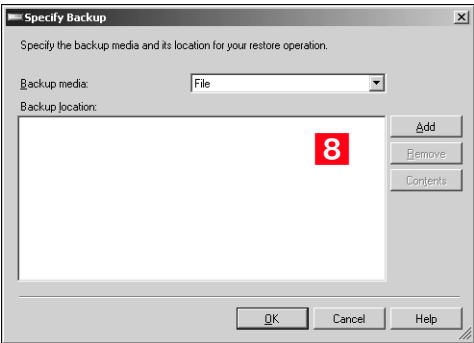 Specify Backup
Specify the backup media and its location for your restore operation.
Backup media:
File
Backup location:
8
Add
Remove
Contents
OK
Cancel
Help